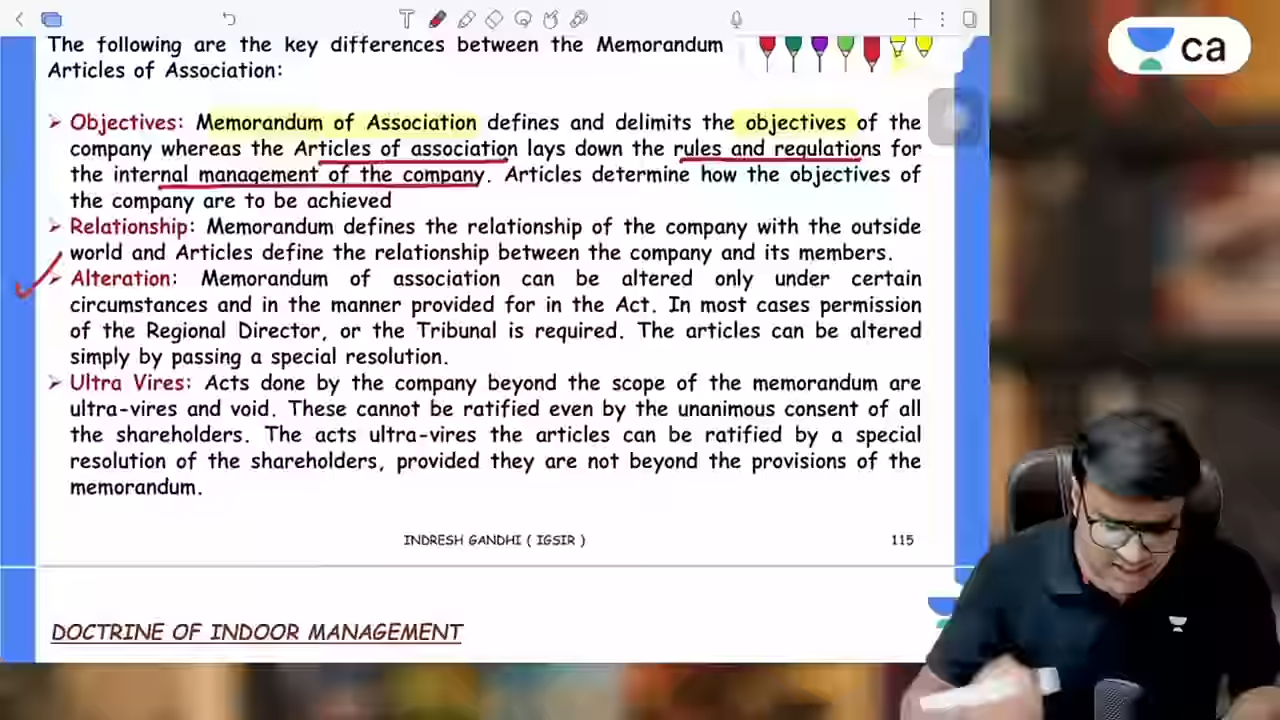 ca
The following are the key differences between the Memorandum
Articles of Association:
➢ Objectives: Memorandum of Association defines and delimits the objectives of the
company whereas the Articles of association lays down the rules and regulations for
the internal management of the company. Articles determine how the objectives of
the company are to be achieved
➢ Relationship: Memorandum defines the relationship of the company with the outside
world and Articles define the relationship between the company and its members.
➢ Alteration: Memorandum of association can be altered only under certain
circumstances and in the manner provided for in the Act. In most cases permission
of the Regional Director, or the Tribunal is required. The articles can be altered
simply by passing a special resolution.
➢ Ultra Vires: Acts done by the company beyond the scope of the memorandum are
ultra-vires and void. These cannot be ratified even by the unanimous consent of all
the shareholders. The acts ultra-vires the articles can be ratified by a special
resolution of the shareholders, provided they are not beyond the provisions of the
memorandum.
INDRESH GANDHI ( IGSIR )
115
DOCTRINE OF INDOOR MANAGEMENT